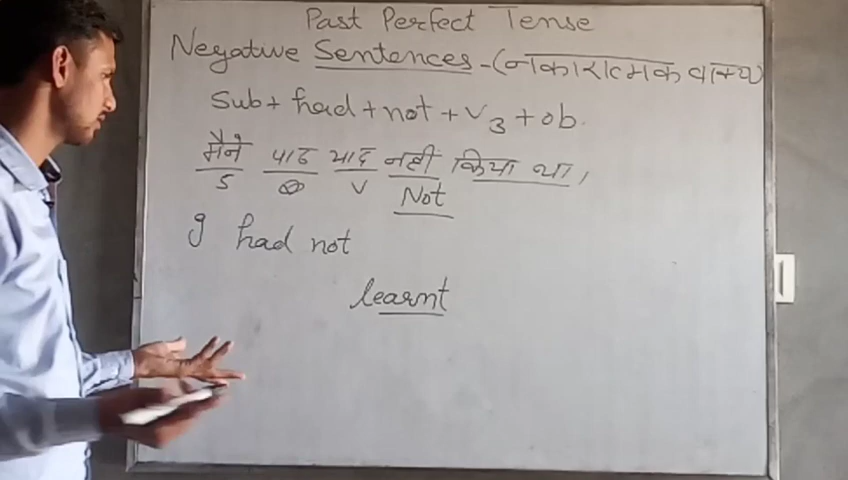 Past Perfect Tense
Negative Sentences - (नकारात्मक वाक्य)
Sub + had + not + V3 + ob.
मैने पाठ याद नहीं किया था।
S O V Not
I had not
learnt